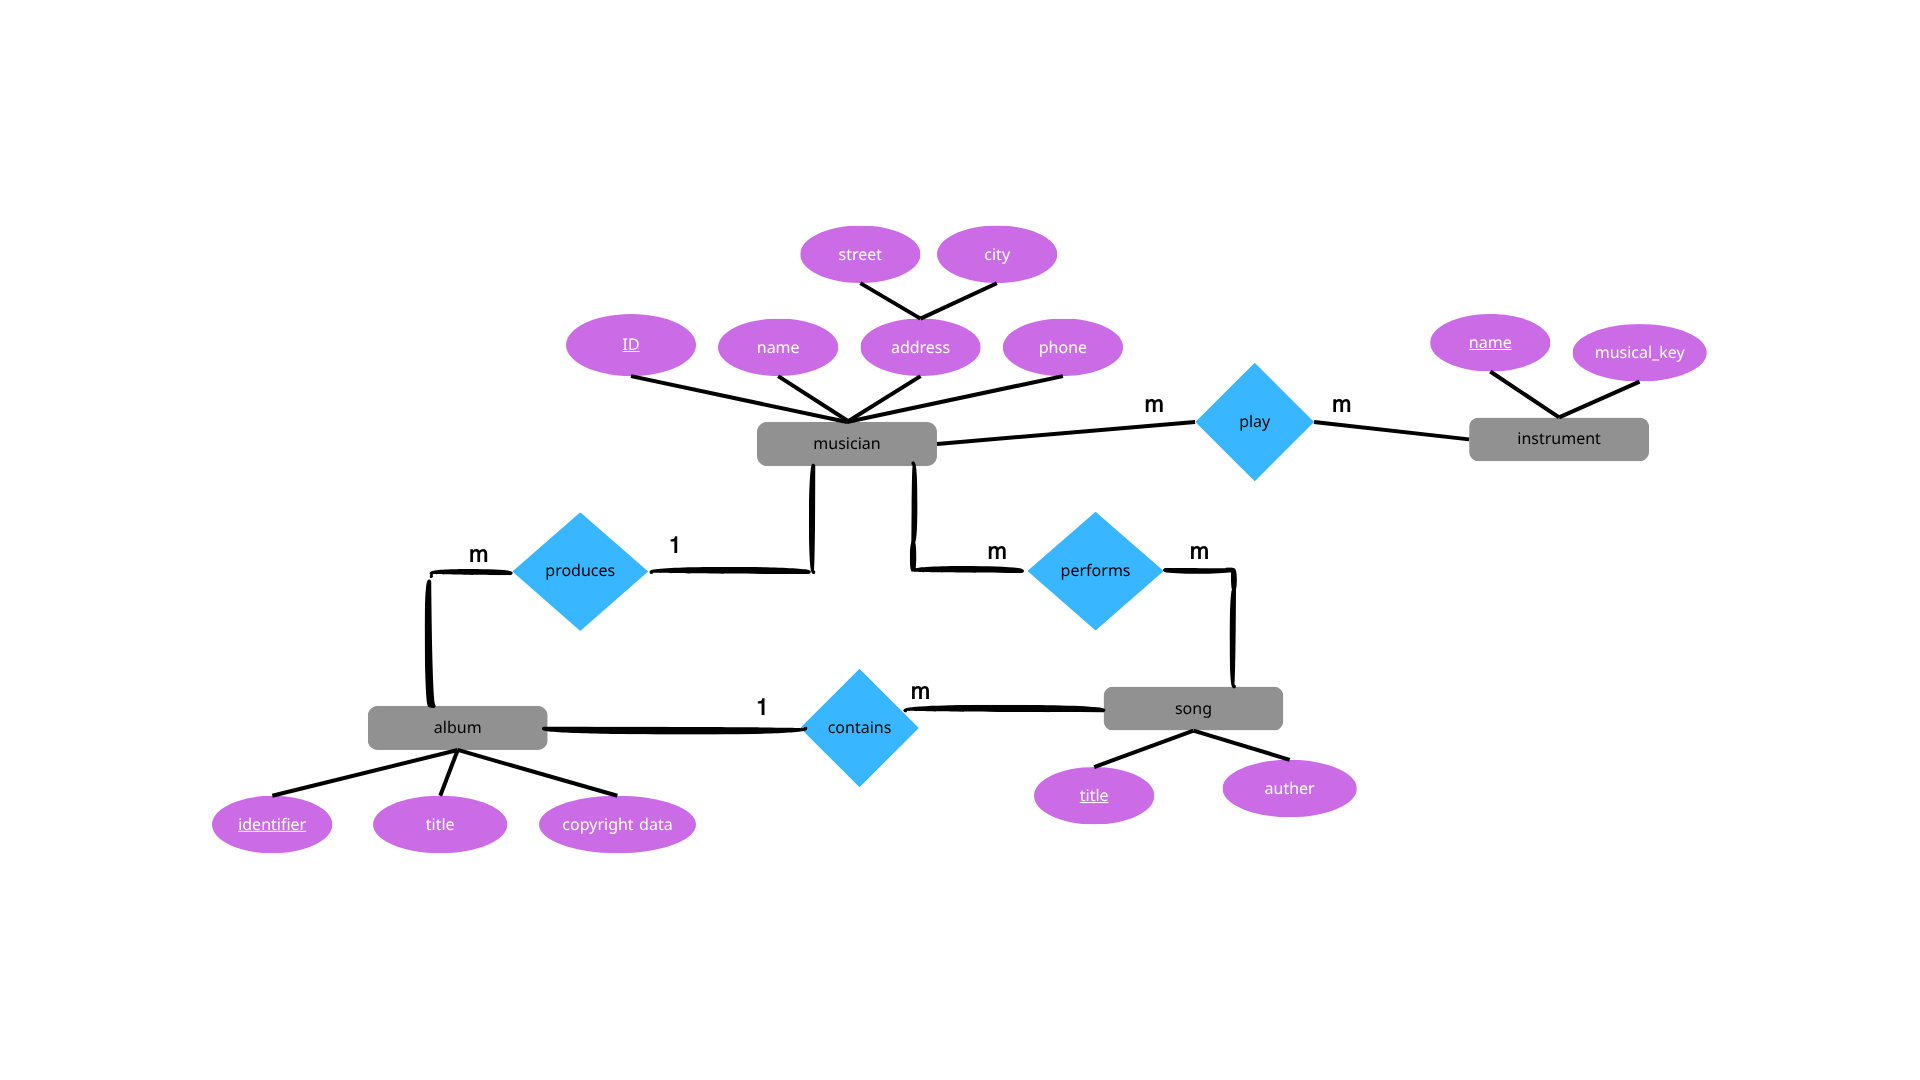 street
city
ID
name
address
phone
name
musical_key
m
play
m
musician
instrument
m
produces
1
m
performs
m
album
1
contains
m
song
identifier
title
copyright data
title
auther